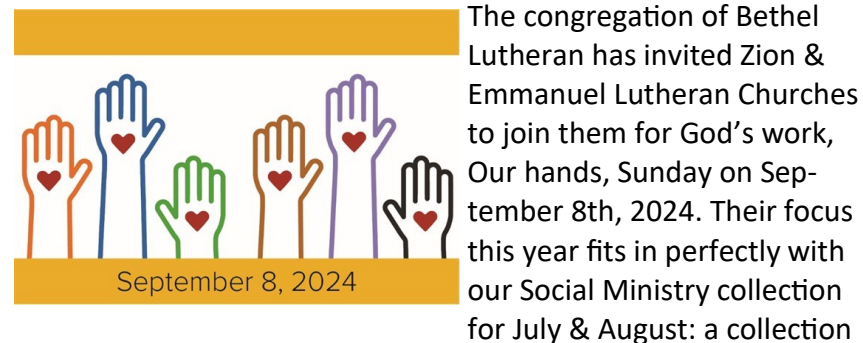 The congregation of Bethel
Lutheran has invited Zion &
Emmanuel Lutheran Churches
to join them for God’s work,
Our hands, Sunday on Sep-
tember 8th, 2024. Their focus
this year fits in perfectly with
our Social Ministry collection
for July & August: a collection
September 8, 2024